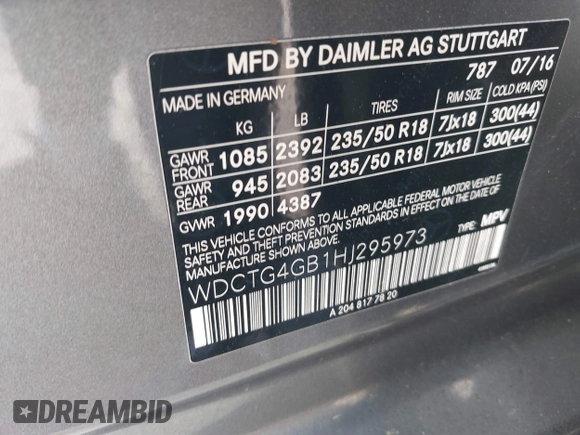 MFD BY DAIMLER AG STUTTGART
787 07/16
MADE IN GERMANY
KG LB TIRES RIM SIZE COLD KPA(PSI)
GAWR FRONT 1085 2392 235/50 R18 7Jx18 300(44)
GAWR REAR 945 2083 235/50 R18 7Jx18 300(44)
GVWR 1990 4387
THIS VEHICLE CONFORMS TO ALL APPLICABLE FEDERAL MOTOR VEHICLE
SAFETY AND THEFT PREVENTION STANDARDS IN EFFECT ON THE DATE OF
MANUFACTURE SHOWN ABOVE.
TYPE: MPV
WDCTG4GB1HJ295973
A 204 817 78 20
DREAMBID